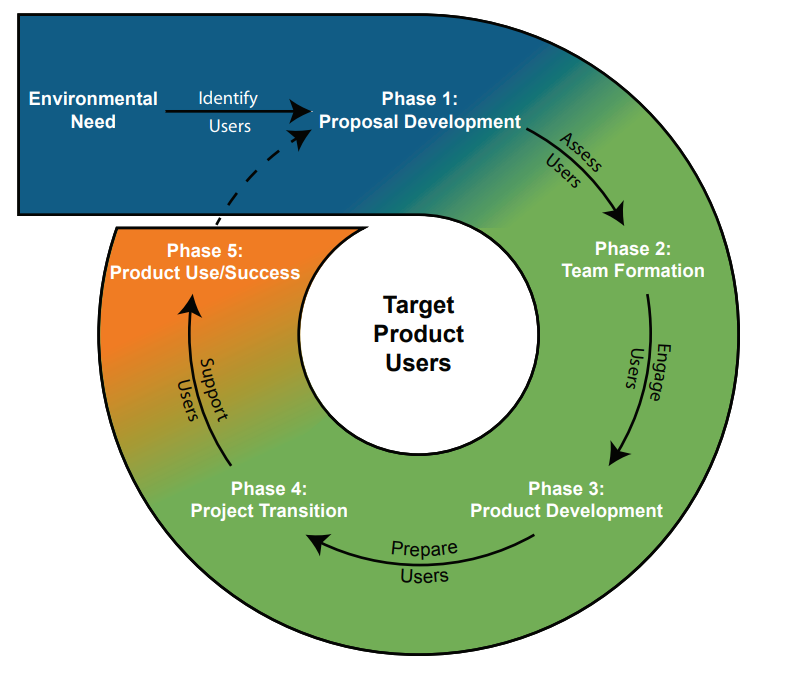 Environmental
Need
Identify
Users
Phase 1:
Proposal Development
Assess
Users
Phase 2:
Team Formation
Engage
Users
Phase 3:
Product Development
Prepare
Users
Phase 4:
Project Transition
Support
Users
Phase 5:
Product Use/Success
Target
Product
Users